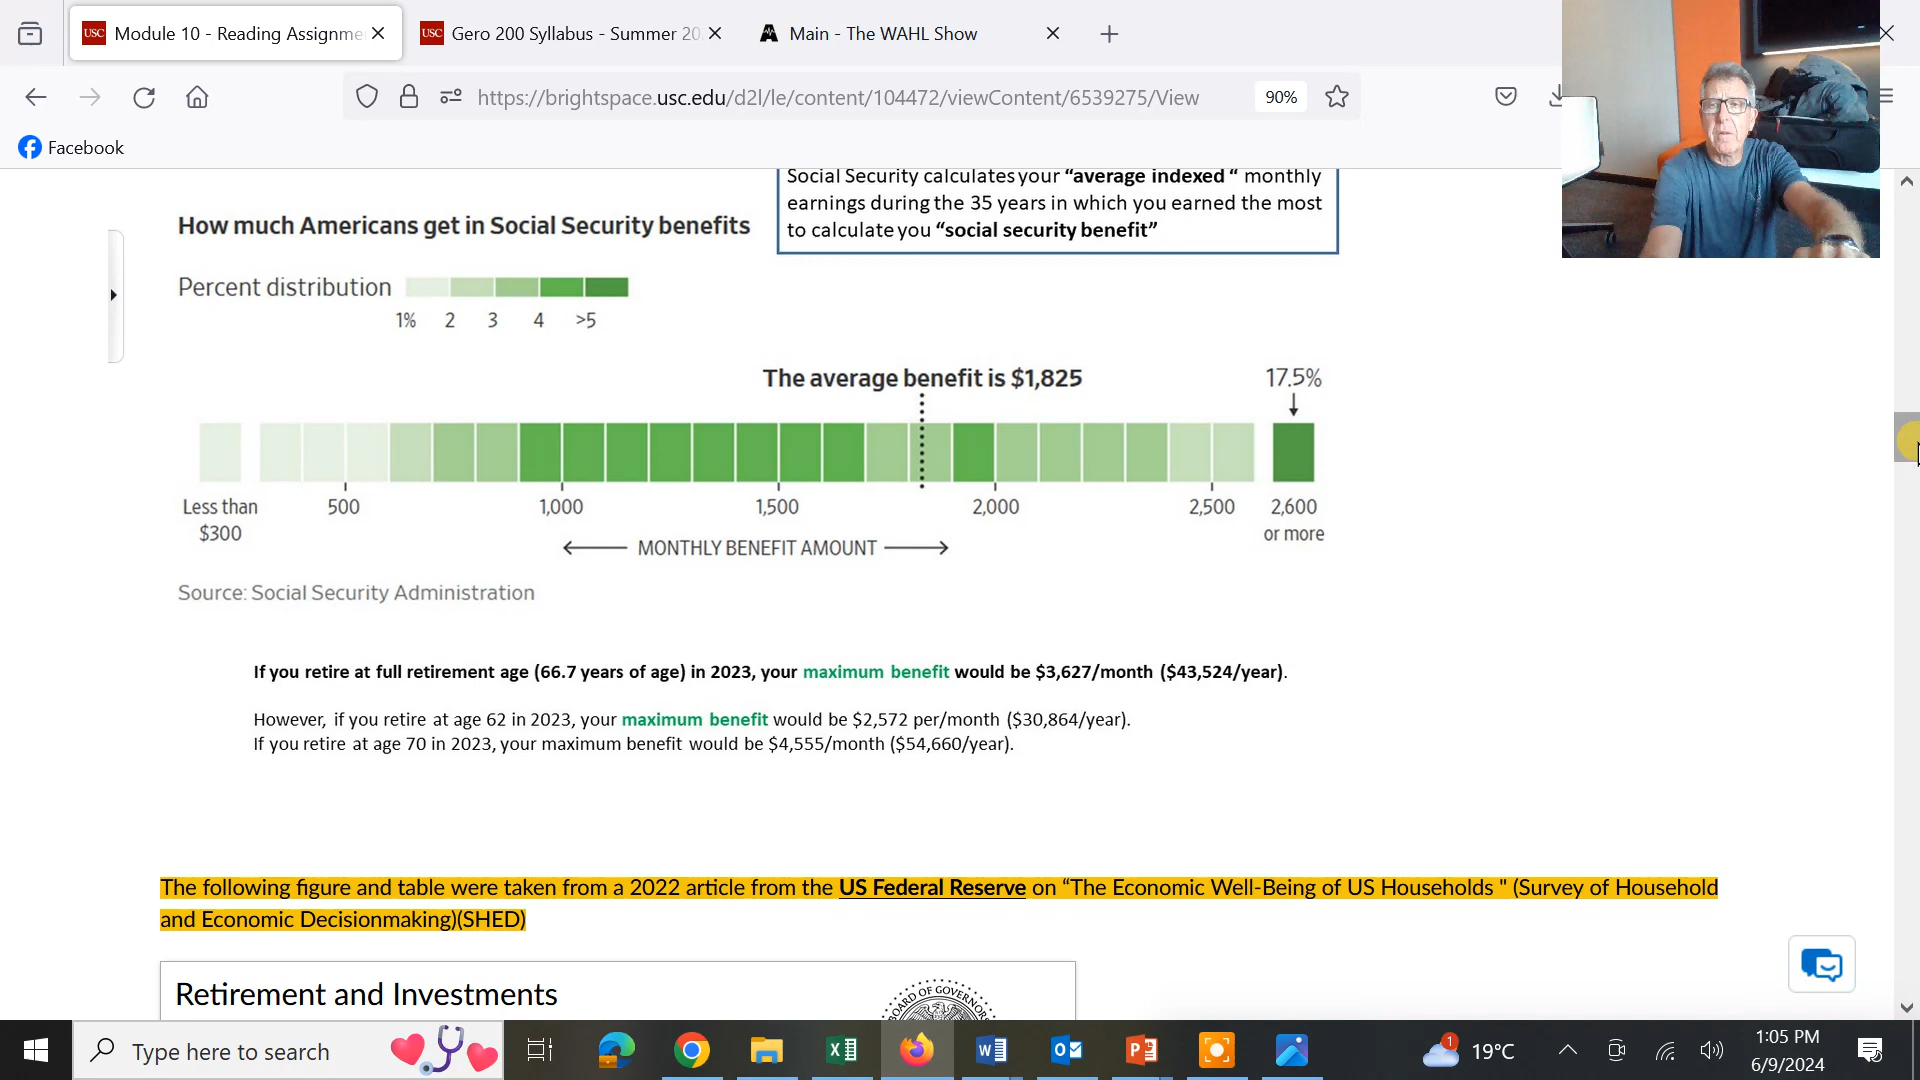 USC Module 10 - Reading Assignme
USC Gero 200 Syllabus - Summer 20
Main - The WAHL Show
https://brightspace.usc.edu/d2l/le/content/104472/viewContent/6539275/View
90%
Facebook
Social Security calculates your “average indexed “ monthly
earnings during the 35 years in which you earned the most
to calculate you “social security benefit”
How much Americans get in Social Security benefits
Percent distribution
1% 2 3 4 >5
The average benefit is $1,825
17.5%
Less than
$300
500 1,000 1,500 2,000 2,500 2,600
or more
MONTHLY BENEFIT AMOUNT
Source: Social Security Administration
If you retire at full retirement age (66.7 years of age) in 2023, your maximum benefit would be $3,627/month ($43,524/year).
However, if you retire at age 62 in 2023, your maximum benefit would be $2,572 per/month ($30,864/year).
If you retire at age 70 in 2023, your maximum benefit would be $4,555/month ($54,660/year).
The following figure and table were taken from a 2022 article from the US Federal Reserve on “The Economic Well-Being of US Households " (Survey of Household
and Economic Decisionmaking)(SHED)
Retirement and Investments
BOARD OF GOVERNORS
Type here to search
1
19°C
1:05 PM
6/9/2024